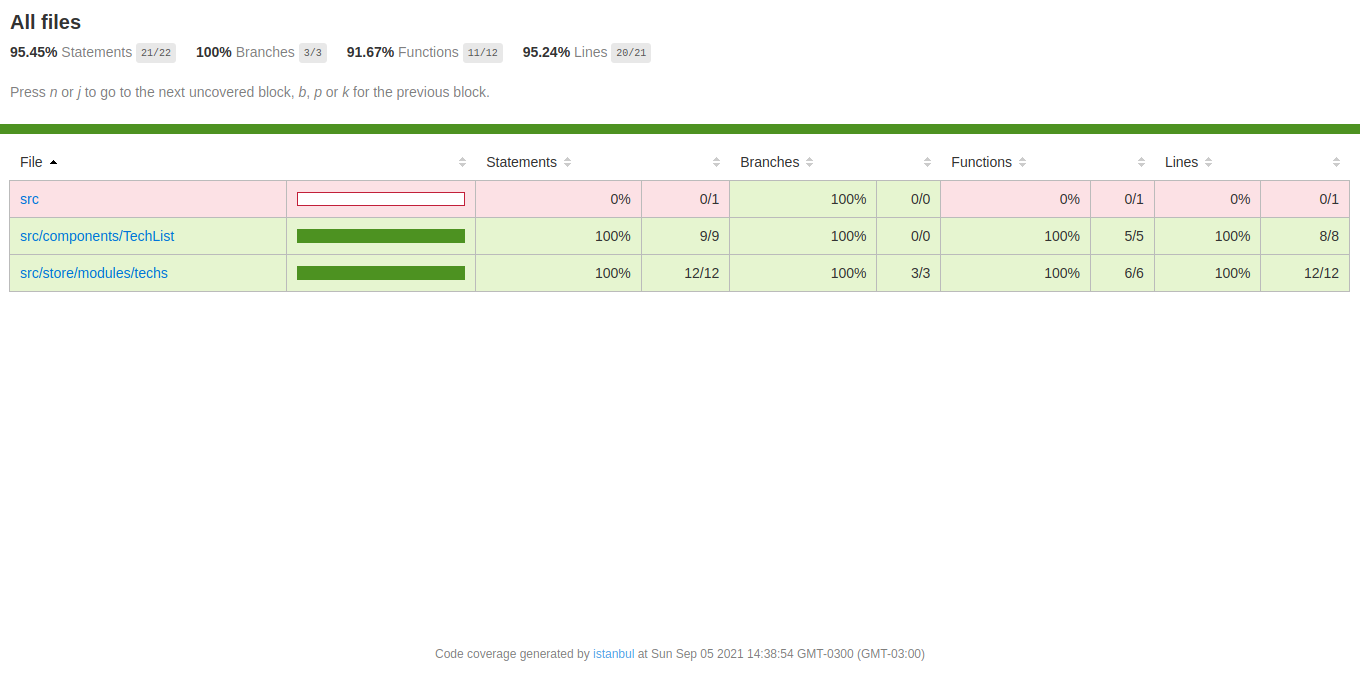 All files
95.45% Statements 21/22 100% Branches 3/3 91.67% Functions 11/12 95.24% Lines 20/21
Press n or j to go to the next uncovered block, b, p or k for the previous block.
File Statements Branches Functions Lines
src 0% 0/1 100% 0/0 0% 0/1 0% 0/1
src/components/TechList 100% 9/9 100% 0/0 100% 5/5 100% 8/8
src/store/modules/techs 100% 12/12 100% 3/3 100% 6/6 100% 12/12
Code coverage generated by istanbul at Sun Sep 05 2021 14:38:54 GMT-0300 (GMT-03:00)